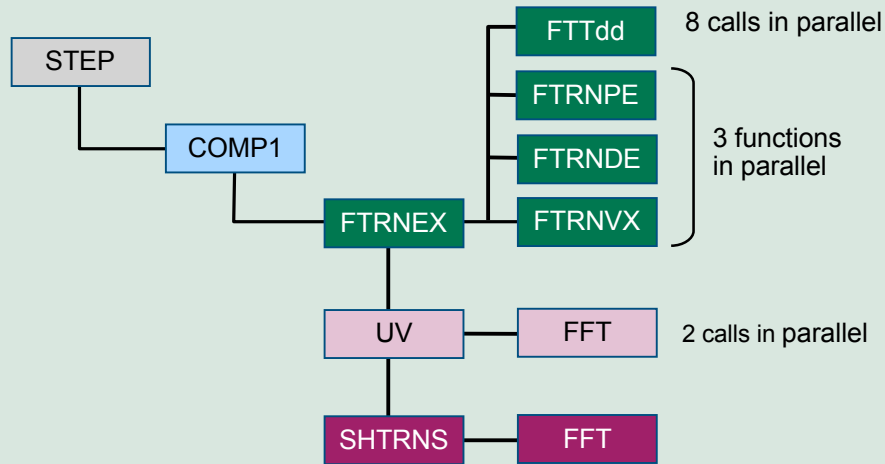 STEP
COMP1
FTRNEX
FTTdd
8 calls in parallel
FTRNPE
FTRNDE
FTRNVX
3 functions
in parallel
UV
FFT
2 calls in parallel
SHTRNS
FFT